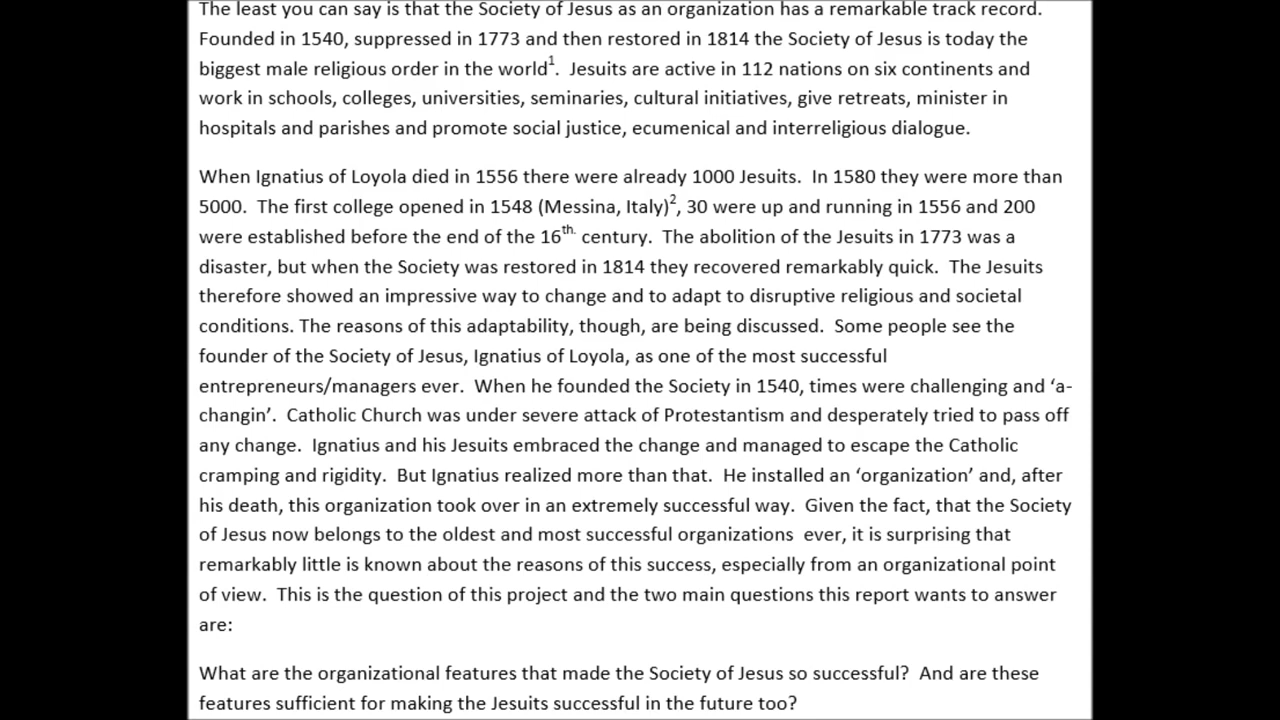 The least you can say is that the Society of Jesus as an organization has a remarkable track record.
Founded in 1540, suppressed in 1773 and then restored in 1814 the Society of Jesus is today the
biggest male religious order in the world1.  Jesuits are active in 112 nations on six continents and
work in schools, colleges, universities, seminaries, cultural initiatives, give retreats, minister in
hospitals and parishes and promote social justice, ecumenical and interreligious dialogue.
When Ignatius of Loyola died in 1556 there were already 1000 Jesuits.  In 1580 they were more than
5000.  The first college opened in 1548 (Messina, Italy)2, 30 were up and running in 1556 and 200
were established before the end of the 16th. century.  The abolition of the Jesuits in 1773 was a
disaster, but when the Society was restored in 1814 they recovered remarkably quick.  The Jesuits
therefore showed an impressive way to change and to adapt to disruptive religious and societal
conditions. The reasons of this adaptability, though, are being discussed.  Some people see the
founder of the Society of Jesus, Ignatius of Loyola, as one of the most successful
entrepreneurs/managers ever.  When he founded the Society in 1540, times were challenging and ‘a-
changin’.  Catholic Church was under severe attack of Protestantism and desperately tried to pass off
any change.  Ignatius and his Jesuits embraced the change and managed to escape the Catholic
cramping and rigidity.  But Ignatius realized more than that.  He installed an ‘organization’ and, after
his death, this organization took over in an extremely successful way.  Given the fact, that the Society
of Jesus now belongs to the oldest and most successful organizations  ever, it is surprising that
remarkably little is known about the reasons of this success, especially from an organizational point
of view.  This is the question of this project and the two main questions this report wants to answer
are:
What are the organizational features that made the Society of Jesus so successful?  And are these
features sufficient for making the Jesuits successful in the future too?